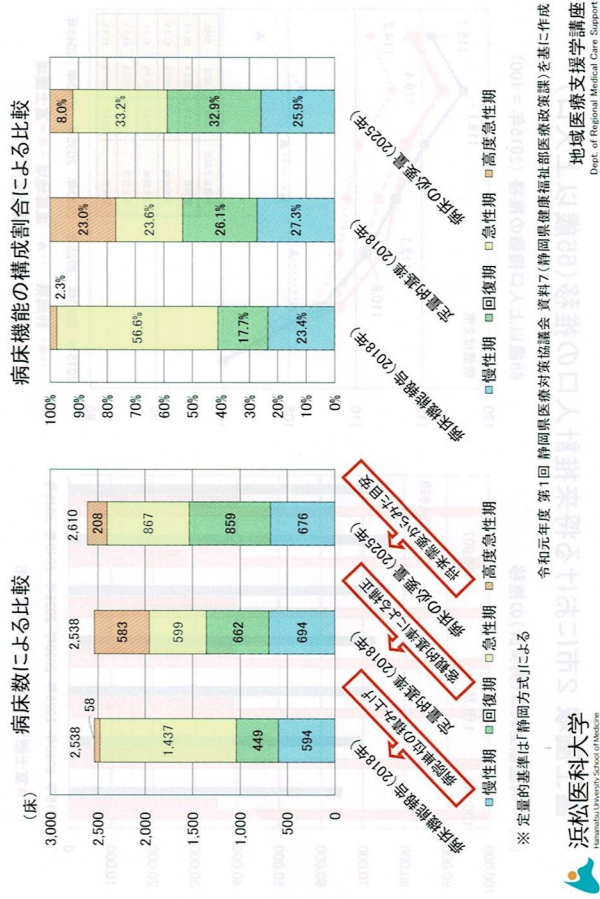 病床数による比較
(床)
3,000
2,500
2,000
1,500
1,000
500
0
2,538
58
1,437
449
594
2,538
583
599
662
694
2,610
208
867
859
676
病床機能報告(2018年)
定量的基準(2018年)
病床の必要量(2025年)
病院単位の積み上げ
客観的基準による補正
将来需要からみた目安
慢性期 回復期 急性期 高度急性期
病床機能の構成割合による比較
100%
90%
80%
70%
60%
50%
40%
30%
20%
10%
0%
2.3%
56.6%
17.7%
23.4%
23.0%
23.6%
26.1%
27.3%
8.0%
33.2%
32.9%
25.9%
病床機能報告(2018年)
定量的基準(2018年)
病床の必要量(2025年)
慢性期 回復期 急性期 高度急性期
※ 定量的基準は「静岡方式」による
令和元年度 第1回 静岡県医療対策協議会 資料7(静岡県健康福祉部医療政策課)を基に作成
浜松医科大学
Hamamatsu University School of Medicine
地域医療支援学講座
Dept. of Regional Medical Care Support